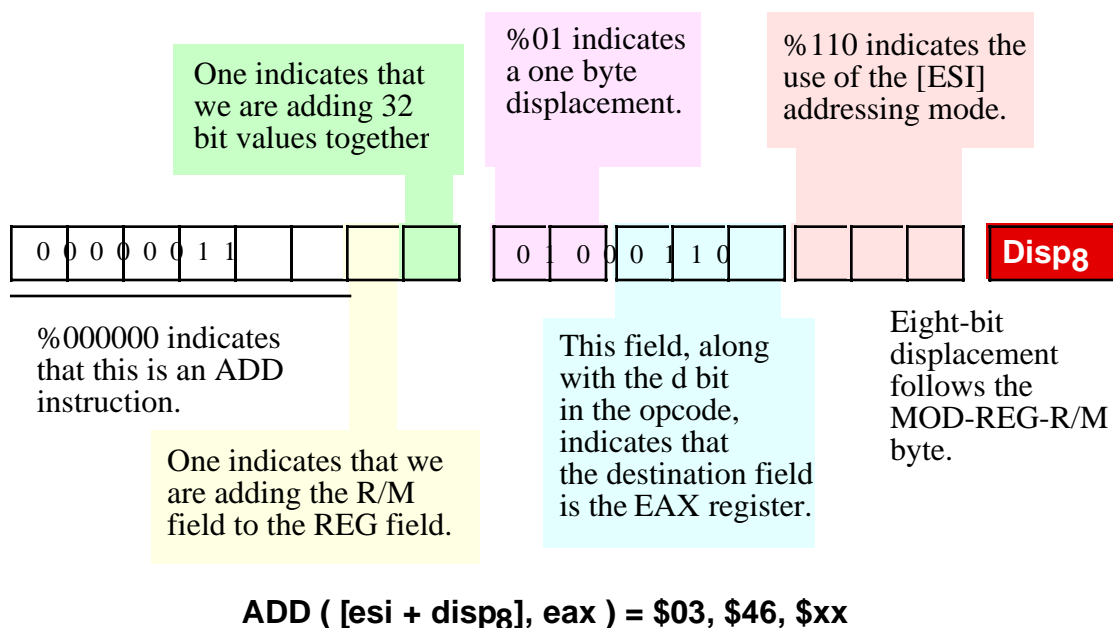 One indicates that
we are adding 32
bit values together
%01 indicates
a one byte
displacement.
%110 indicates the
use of the [ESI]
addressing mode.
0 0 0 0 0 0 1 1
0 1 0 0 0 1 1 0
Disp8
%000000 indicates
that this is an ADD
instruction.
One indicates that we
are adding the R/M
field to the REG field.
This field, along
with the d bit
in the opcode,
indicates that
the destination field
is the EAX register.
Eight-bit
displacement
follows the
MOD-REG-R/M
byte.
ADD ( [esi + disp8], eax ) = $03, $46, $xx